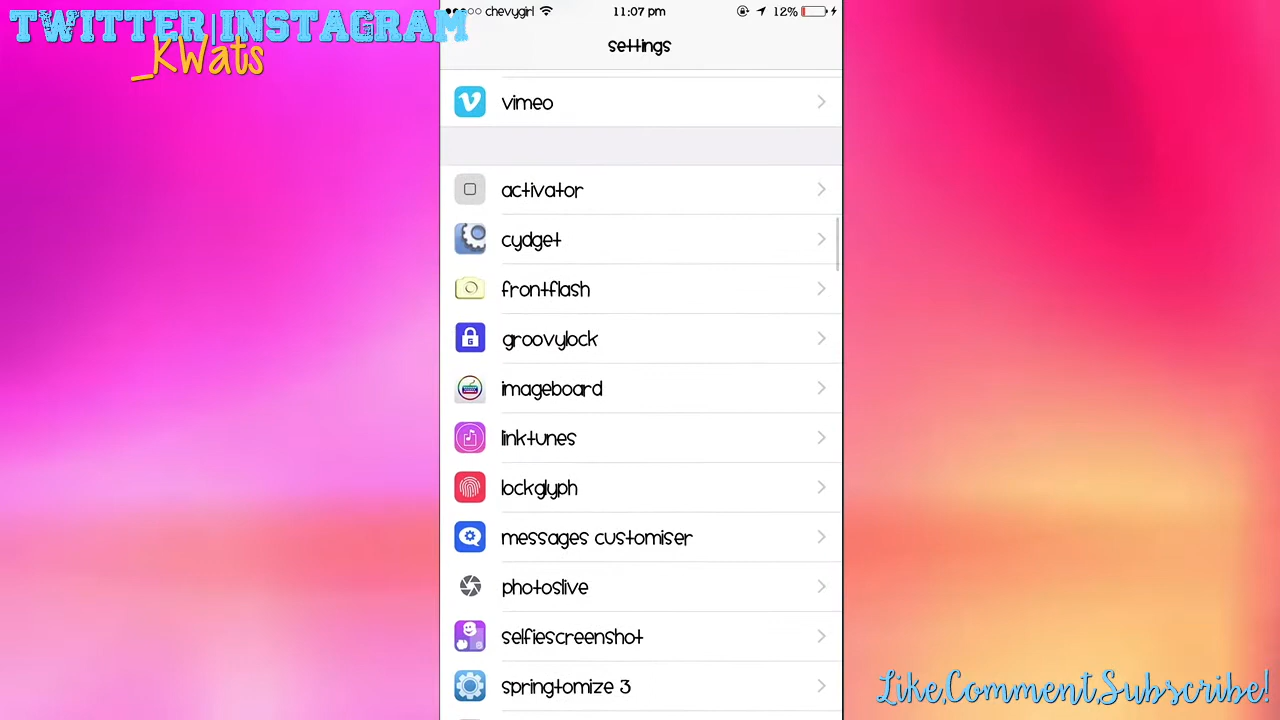 TWITTER|INSTAGRAM
_KWats
chevygirl 11:07 pm 12%
settings
vimeo
activator
cydget
frontflash
groovylock
imageboard
linktunes
lockglyph
messages customiser
photoslive
selfiescreenshot
springtomize 3
Like,Comment,Subscribe!